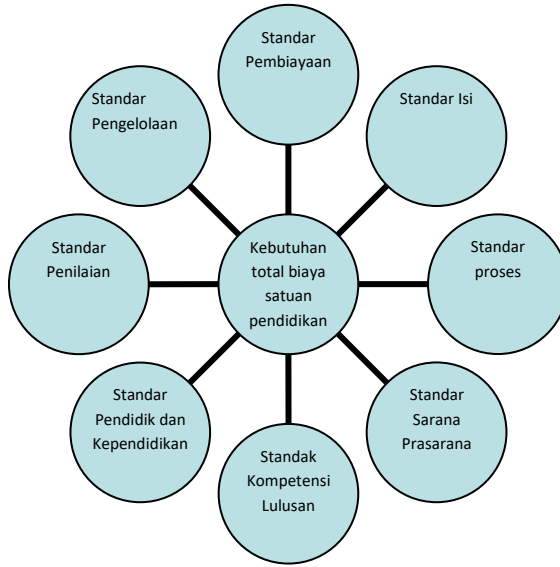 Standar
Pembiayaan
Standar Isi
Standar
proses
Standar
Sarana
Prasarana
Standak
Kompetensi
Lulusan
Standar
Pendidik dan
Kependidikan
Standar
Penilaian
Standar
Pengelolaan
Kebutuhan
total biaya
satuan
pendidikan